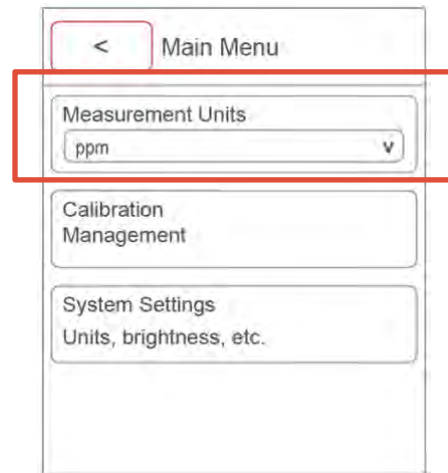 < Main Menu
Measurement Units
ppm v
Calibration
Management
System Settings
Units, brightness, etc.